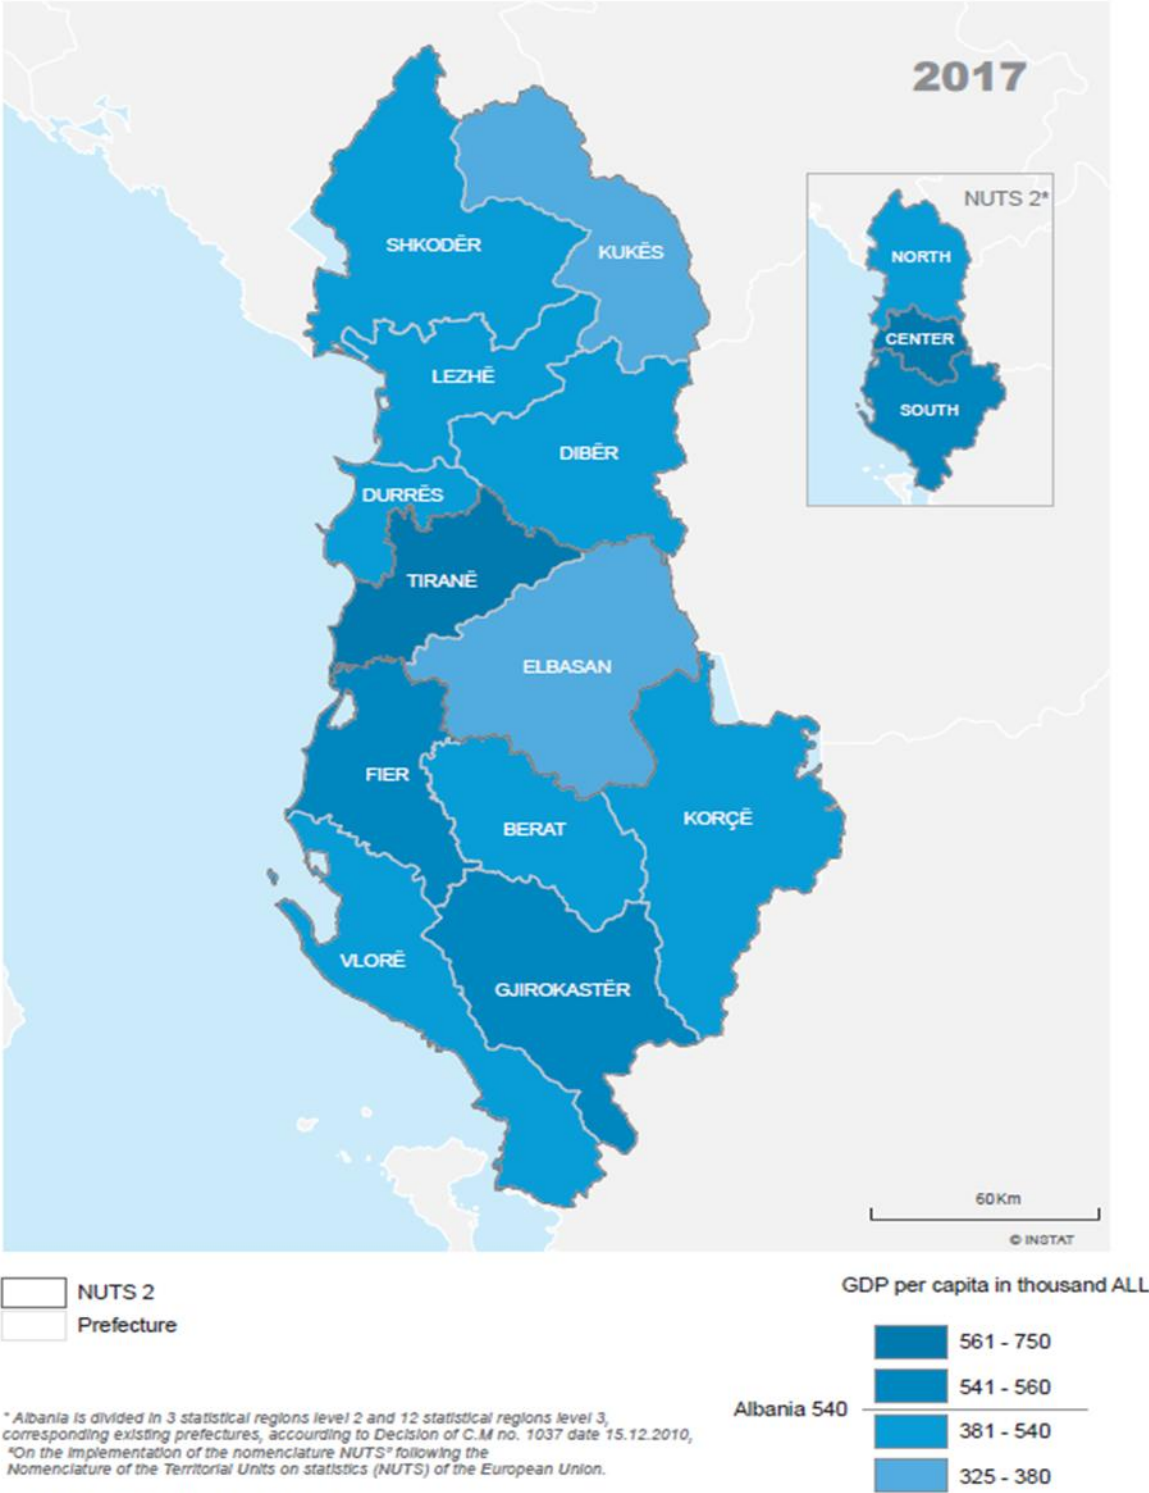 2017
NUTS 2*
NORTH
CENTER
SOUTH
SHKODËR
KUKËS
LEZHË
DIBËR
DURRËS
TIRANË
ELBASAN
FIER
BERAT
KORÇË
VLORË
GJIROKASTËR
60Km
© INSTAT
NUTS 2
Prefecture
GDP per capita in thousand ALL
561 - 750
541 - 560
Albania 540
381 - 540
325 - 380
* Albania is divided in 3 statistical regions level 2 and 12 statistical regions level 3,
corresponding existing prefectures, accoording to Decision of C.M no. 1037 date 15.12.2010,
"On the implementation of the nomenclature NUTS" following the
Nomenclature of the Territorial Units on statistics (NUTS) of the European Union.